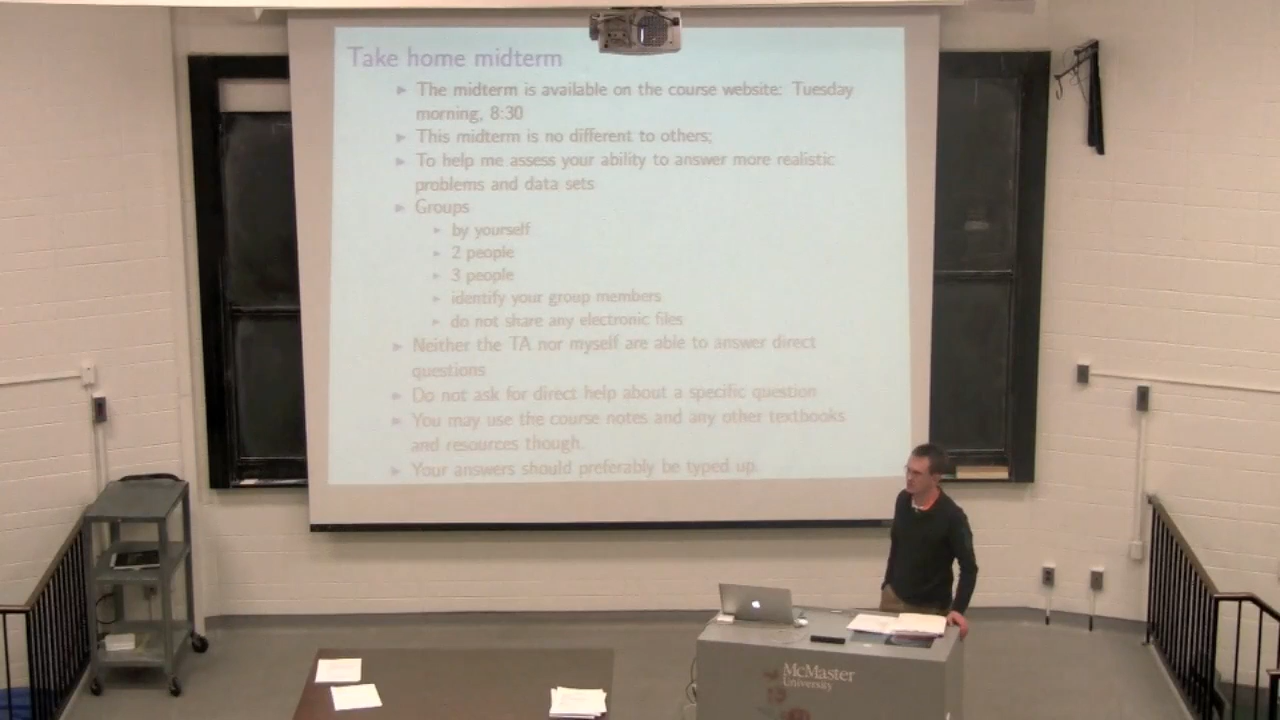 Take home midterm
▶ The midterm is available on the course website: Tuesday
morning, 8:30
▶ This midterm is no different to others;
▶ To help me assess your ability to answer more realistic
problems and data sets
▶ Groups
▶ by yourself
▶ 2 people
▶ 3 people
▶ identify your group members
▶ do not share any electronic files
▶ Neither the TA nor myself are able to answer direct
questions
▶ Do not ask for direct help about a specific question
▶ You may use the course notes and any other textbooks
and resources though.
▶ Your answers should preferably be typed up.
McMaster
University